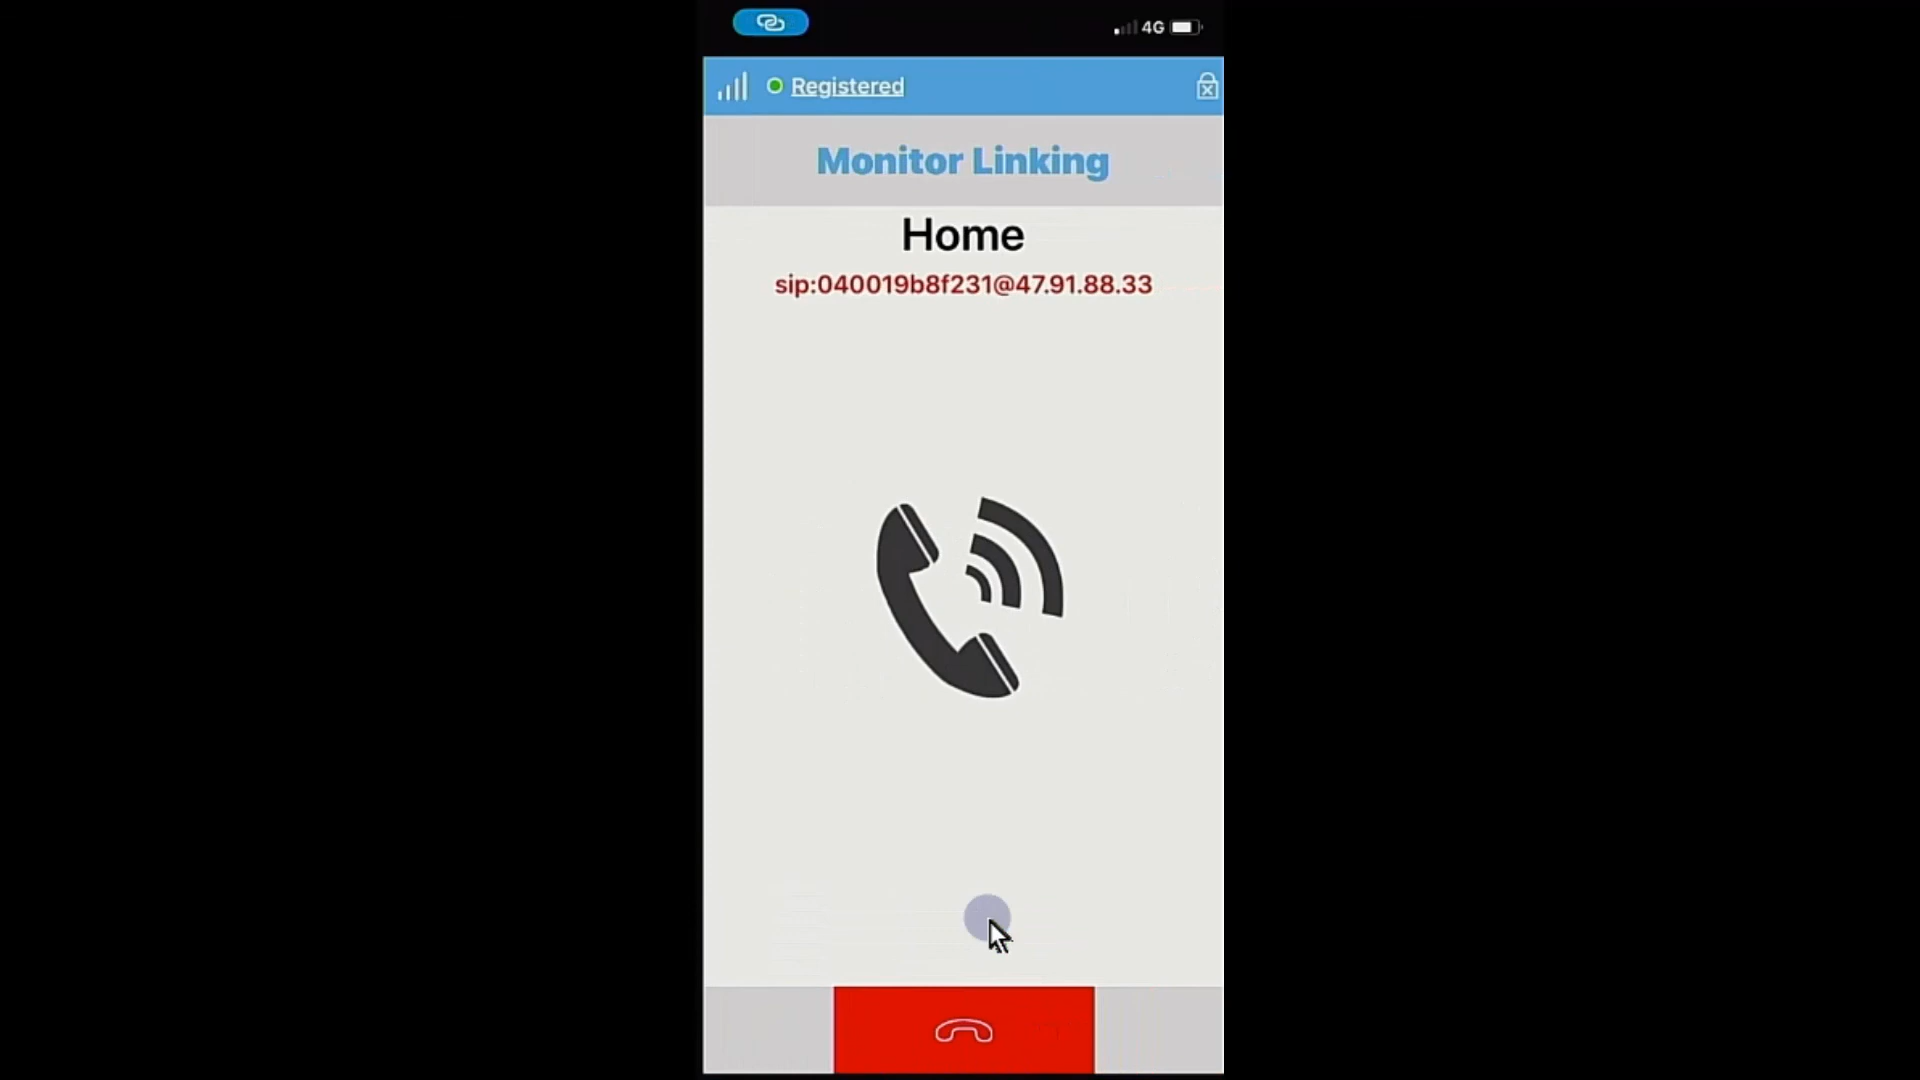 4G
Registered
Monitor Linking
Home
sip:040019b8f231@47.91.88.33